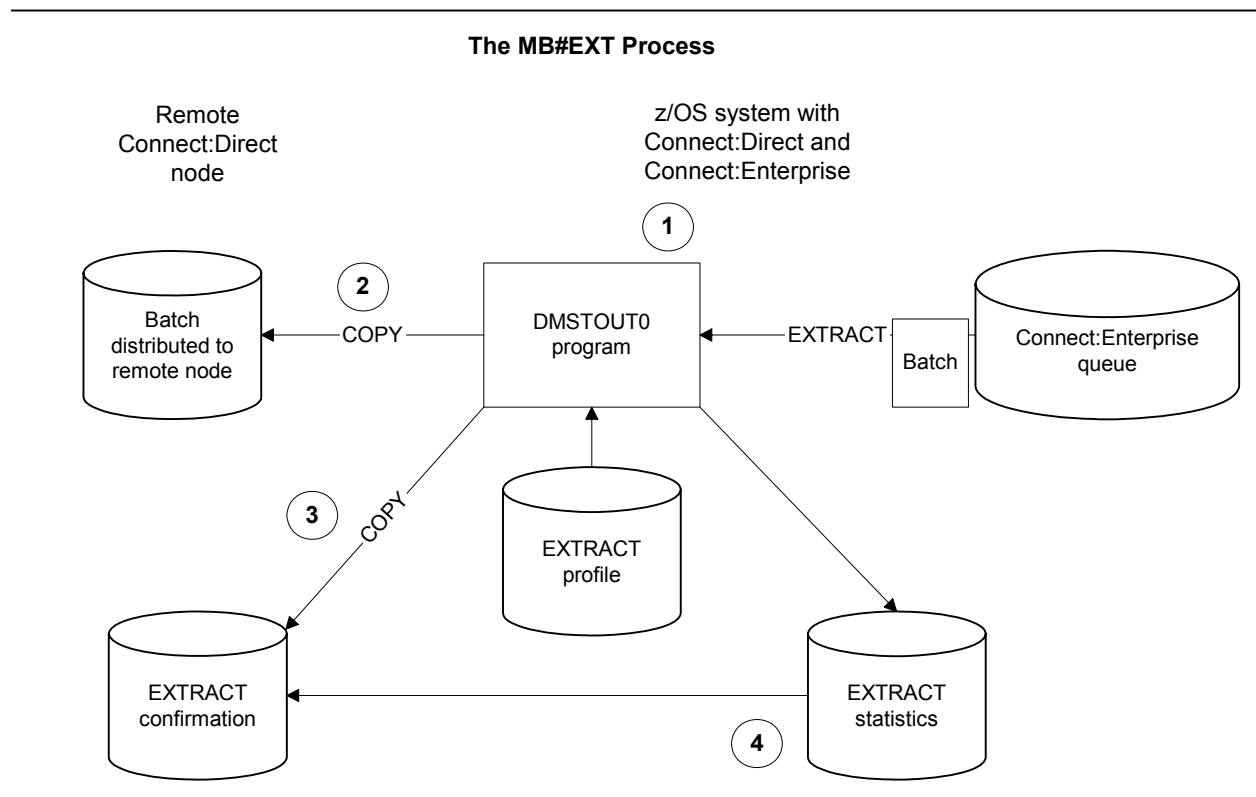 The MB#EXT Process
Remote
Connect:Direct
node
z/OS system with
Connect:Direct and
Connect:Enterprise
1
2
Batch
distributed to
remote node
COPY
DMSTOUT0
program
EXTRACT
Batch
Connect:Enterprise
queue
3
COPY
EXTRACT
profile
EXTRACT
confirmation
EXTRACT
statistics
4